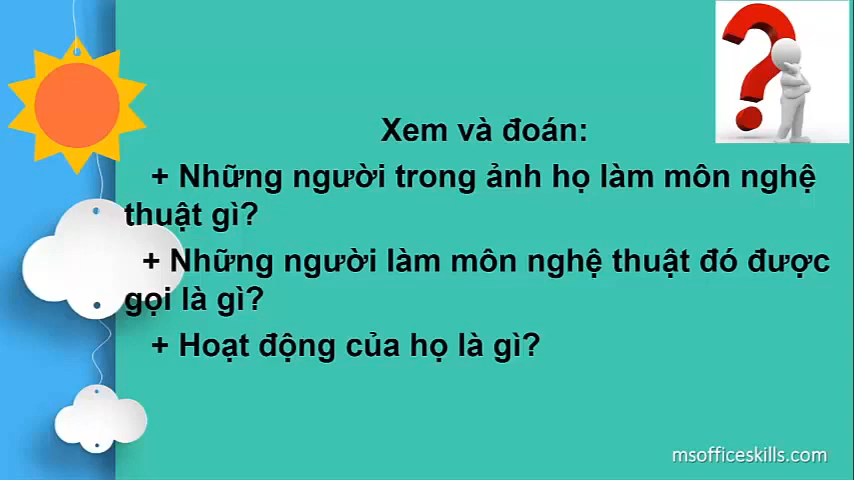 Xem và đoán:
+ Những người trong ảnh họ làm môn nghệ
thuật gì?
+ Những người làm môn nghệ thuật đó được
gọi là gì?
+ Hoạt động của họ là gì?
msofficeskills.com